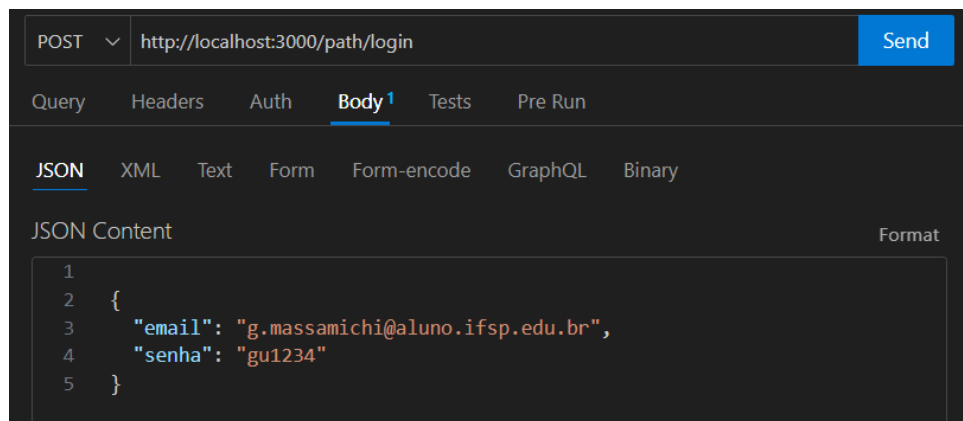 POST http://localhost:3000/path/login Send
Query Headers Auth Body 1 Tests Pre Run
JSON XML Text Form Form-encode GraphQL Binary
JSON Content Format
1
2 {
3 "email": "g.massamichi@aluno.ifsp.edu.br",
4 "senha": "gu1234"
5 }